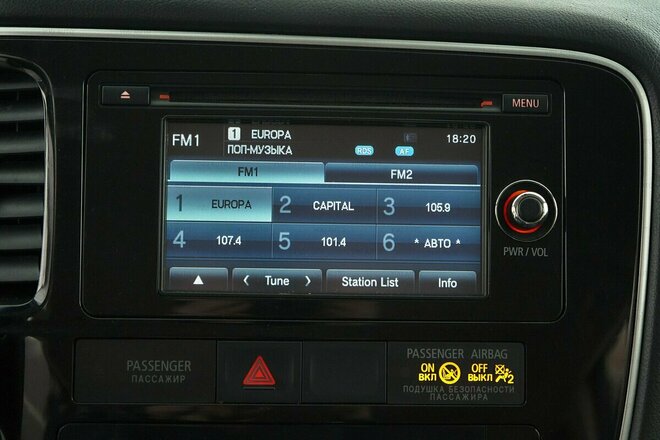 MENU
FM1 1 EUROPA 18:20
ПОП-МУЗЫКА RDS AF
FM1 FM2
1 EUROPA 2 CAPITAL 3 105.9
4 107.4 5 101.4 6 * АВТО *
▲ < Tune > Station List Info
PWR / VOL
PASSENGER
ПАССАЖИР
PASSENGER AIRBAG
ON OFF
ВКЛ ВЫКЛ 2
ПОДУШКА БЕЗОПАСНОСТИ
ПАССАЖИРА